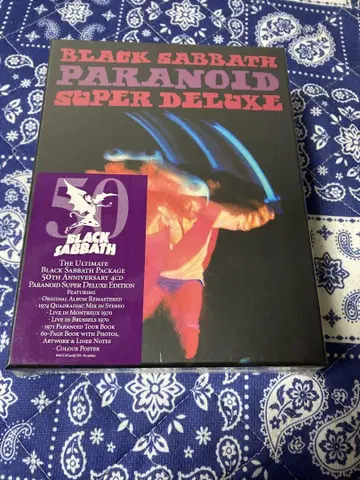 BLACK SABBATH
PARANOID
SUPER DELUXE
50
BLACK
SABBATH
The Ultimate
Black Sabbath Package
50th Anniversary 4CD
Paranoid Super Deluxe Edition
Featuring
· Original Album Remastered
· 1974 Quadradisc Mix in Stereo
· Live in Montreux 1970
· Live in Brussels 1970
· 1971 Paranoid Tour Book
· 60-Page Book with Photos,
Artwork & Liner Notes
· Colour Poster